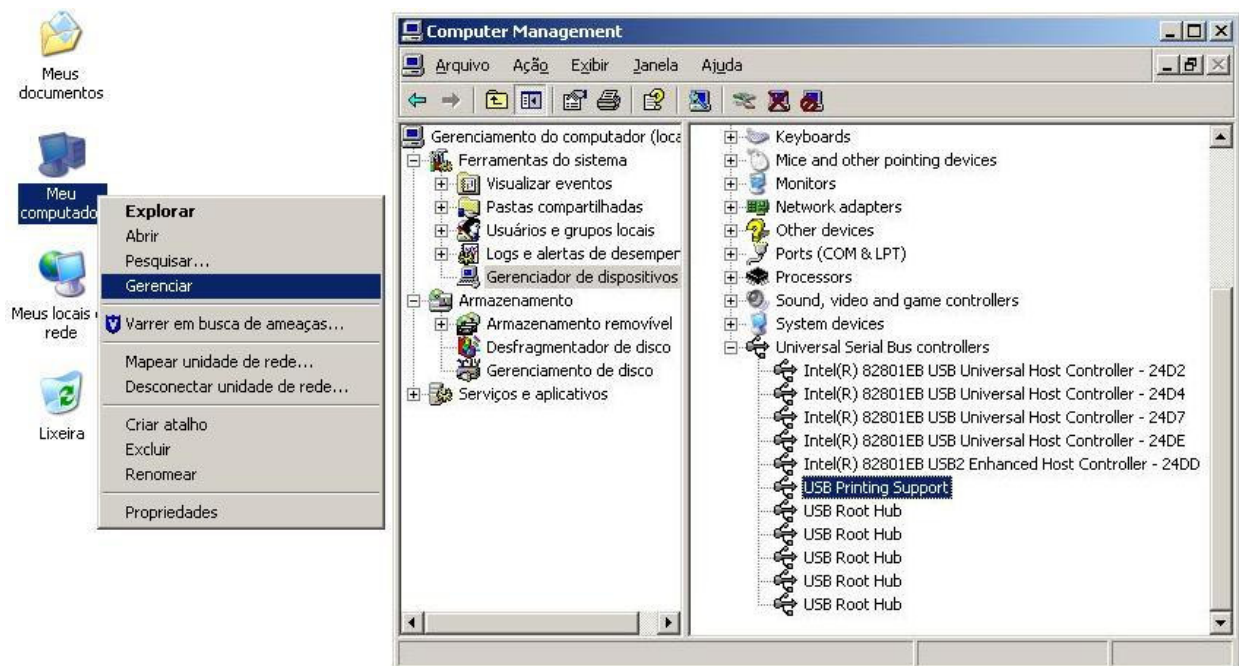 Meus
documentos
Meu
computado
Meus locais
rede
Lixeira
Explorar
Abrir
Pesquisar...
Gerenciar
Varrer em busca de ameaças...
Mapear unidade de rede...
Desconectar unidade de rede...
Criar atalho
Excluir
Renomear
Propriedades
Computer Management
Arquivo Ação Exibir Janela Ajuda
Gerenciamento do computador (loca
Ferramentas do sistema
Visualizar eventos
Pastas compartilhadas
Usuários e grupos locais
Logs e alertas de desemper
Gerenciador de dispositivos
Armazenamento
Armazenamento removível
Desfragmentador de disco
Gerenciamento de disco
Serviços e aplicativos
Keyboards
Mice and other pointing devices
Monitors
Network adapters
Other devices
Ports (COM & LPT)
Processors
Sound, video and game controllers
System devices
Universal Serial Bus controllers
Intel(R) 82801EB USB Universal Host Controller - 24D2
Intel(R) 82801EB USB Universal Host Controller - 24D4
Intel(R) 82801EB USB Universal Host Controller - 24D7
Intel(R) 82801EB USB Universal Host Controller - 24DE
Intel(R) 82801EB USB2 Enhanced Host Controller - 24DD
USB Printing Support
USB Root Hub
USB Root Hub
USB Root Hub
USB Root Hub
USB Root Hub